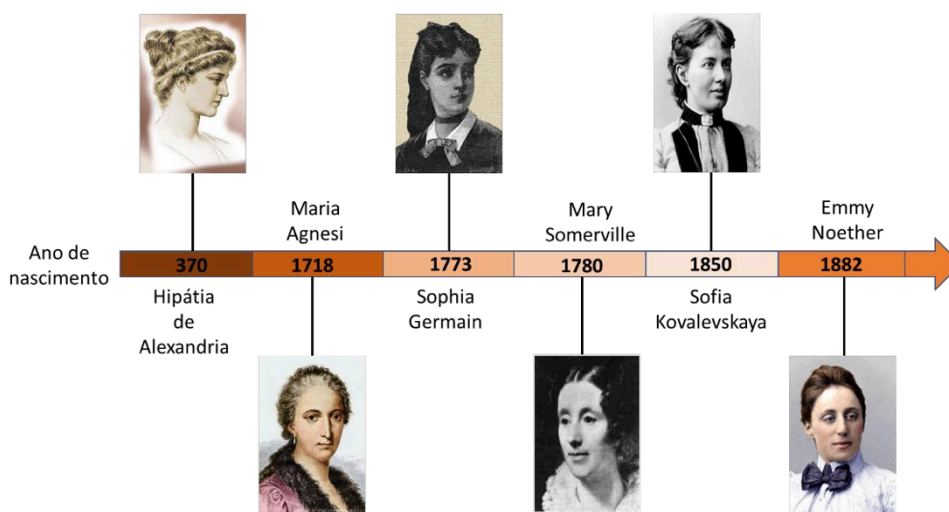 Maria
Agnesi
Mary
Somerville
Emmy
Noether
Ano de
nascimento
370
1718
1773
1780
1850
1882
Hipátia
de
Alexandria
Sophia
Germain
Sofia
Kovalevskaya